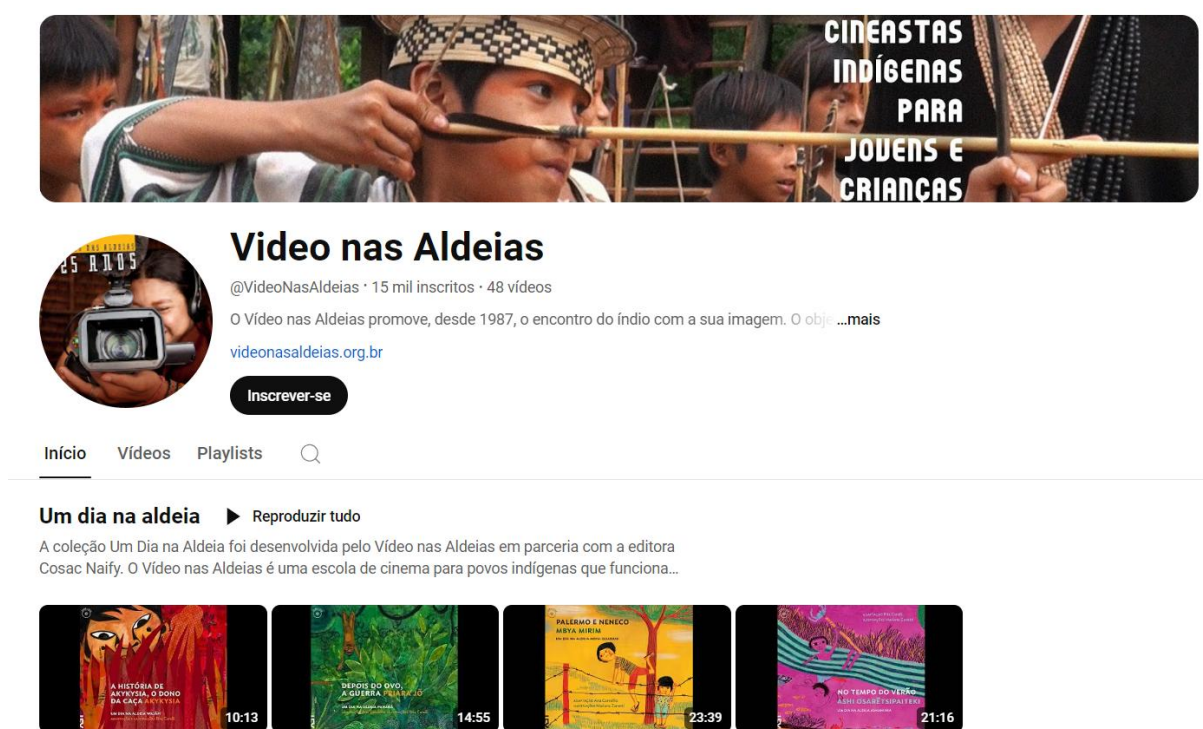 CINEASTAS
INDÍGENAS
PARA
JOVENS E
CRIANÇAS
25 ANOS
Video nas Aldeias
@VideoNasAldeias · 15 mil inscritos · 48 vídeos
O Vídeo nas Aldeias promove, desde 1987, o encontro do índio com a sua imagem. O obje ...mais
videonasaldeias.org.br
Inscrever-se
Início Vídeos Playlists
Um dia na aldeia Reproduzir tudo
A coleção Um Dia na Aldeia foi desenvolvida pelo Vídeo nas Aldeias em parceria com a editora
Cosac Naify. O Vídeo nas Aldeias é uma escola de cinema para povos indígenas que funciona...
A HISTÓRIA DE
AKYKYSIA, O DONO
DA CAÇA AKYKYSIA
10:13
DEPOIS DO OVO,
A GUERRA PRIARA JÕ
14:55
PALERMO E NENECO
MBYA MIRIM
23:39
NO TEMPO DO VERÃO
21:16